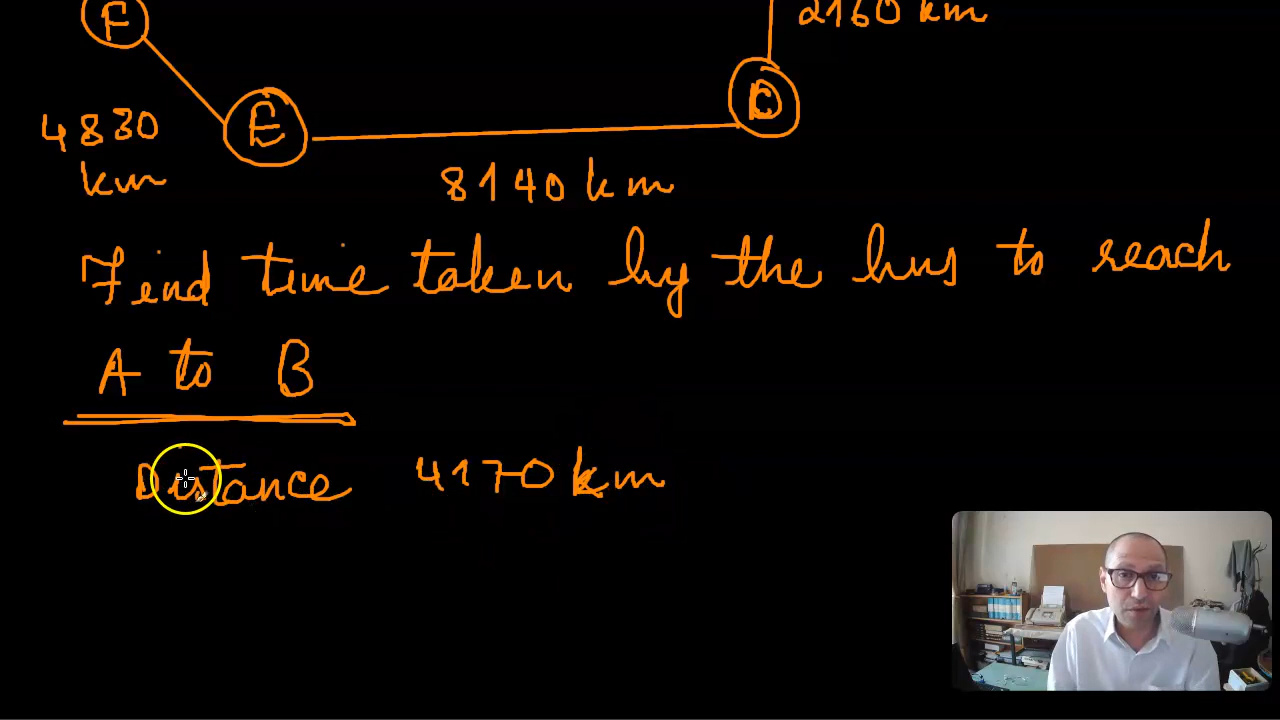 F
2160 km
D
E
4830
km
8140 km
Find time taken by the bus to reach
A to B
Distance 4170 km